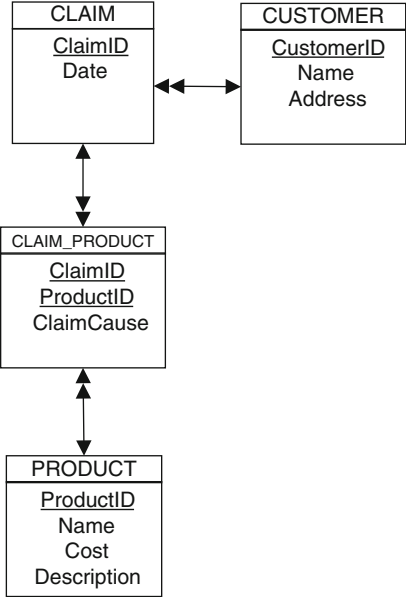 CLAIM
ClaimID
Date
CUSTOMER
CustomerID
Name
Address
CLAIM_PRODUCT
ClaimID
ProductID
ClaimCause
PRODUCT
ProductID
Name
Cost
Description